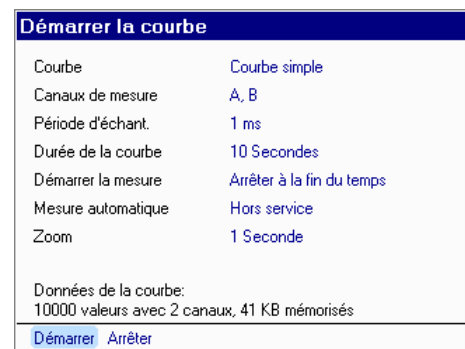 Démarrer la courbe
Courbe Courbe simple
Canaux de mesure A, B
Période d'échant. 1 ms
Durée de la courbe 10 Secondes
Démarrer la mesure Arrêter à la fin du temps
Mesure automatique Hors service
Zoom 1 Seconde
Données de la courbe:
10000 valeurs avec 2 canaux, 41 KB mémorisés
Démarrer Arrêter